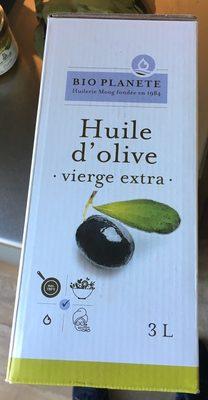 BIO PLANETE
Huilerie Moog fondée en 1984
Huile
d'olive
· vierge extra ·
3 L